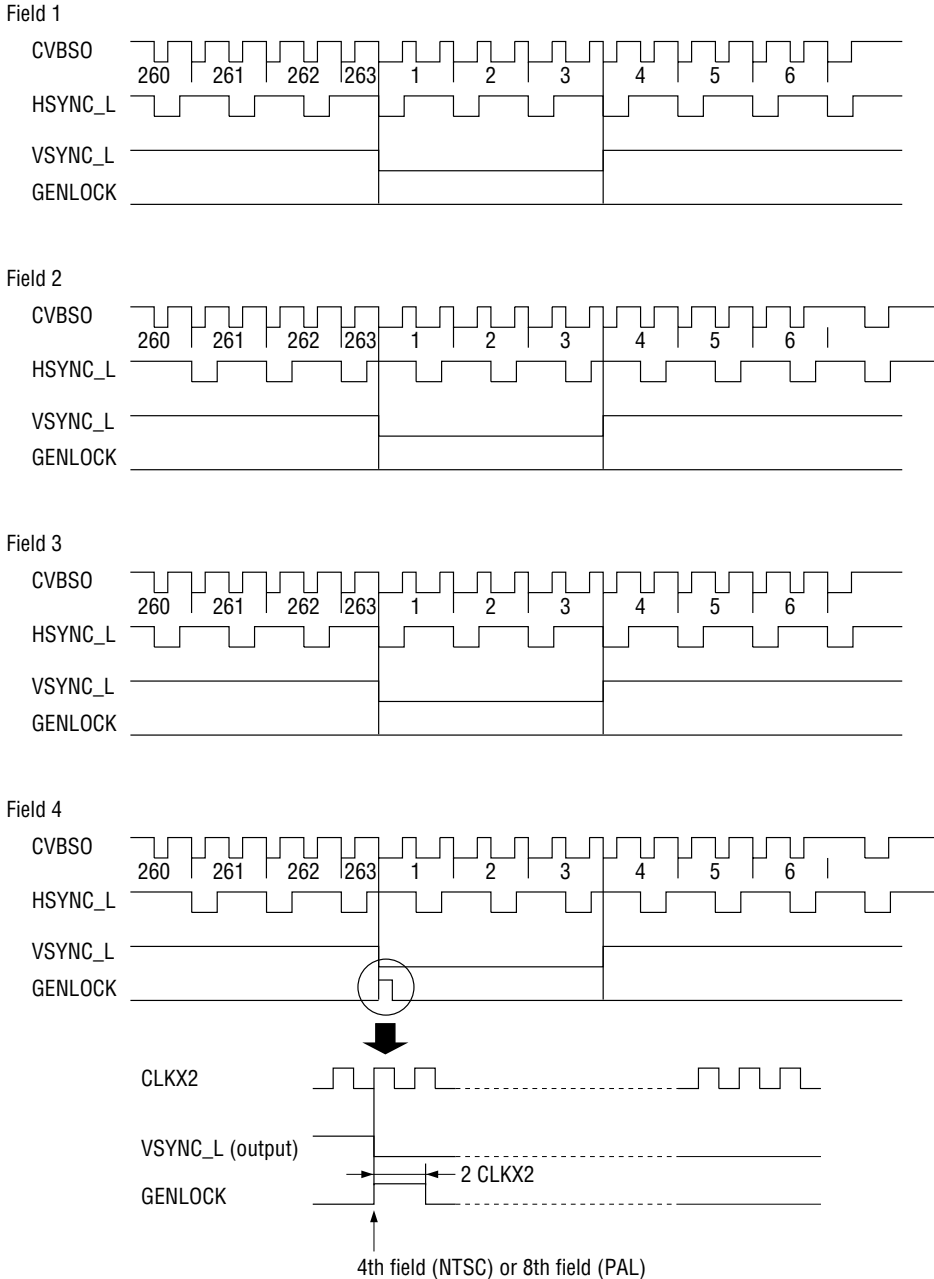 Field 1
CVBSO
260 261 262 263 1 2 3 4 5 6
HSYNC_L
VSYNC_L
GENLOCK
Field 2
CVBSO
260 261 262 263 1 2 3 4 5 6
HSYNC_L
VSYNC_L
GENLOCK
Field 3
CVBSO
260 261 262 263 1 2 3 4 5 6
HSYNC_L
VSYNC_L
GENLOCK
Field 4
CVBSO
260 261 262 263 1 2 3 4 5 6
HSYNC_L
VSYNC_L
GENLOCK
CLKX2
VSYNC_L (output)
2 CLKX2
GENLOCK
4th field (NTSC) or 8th field (PAL)